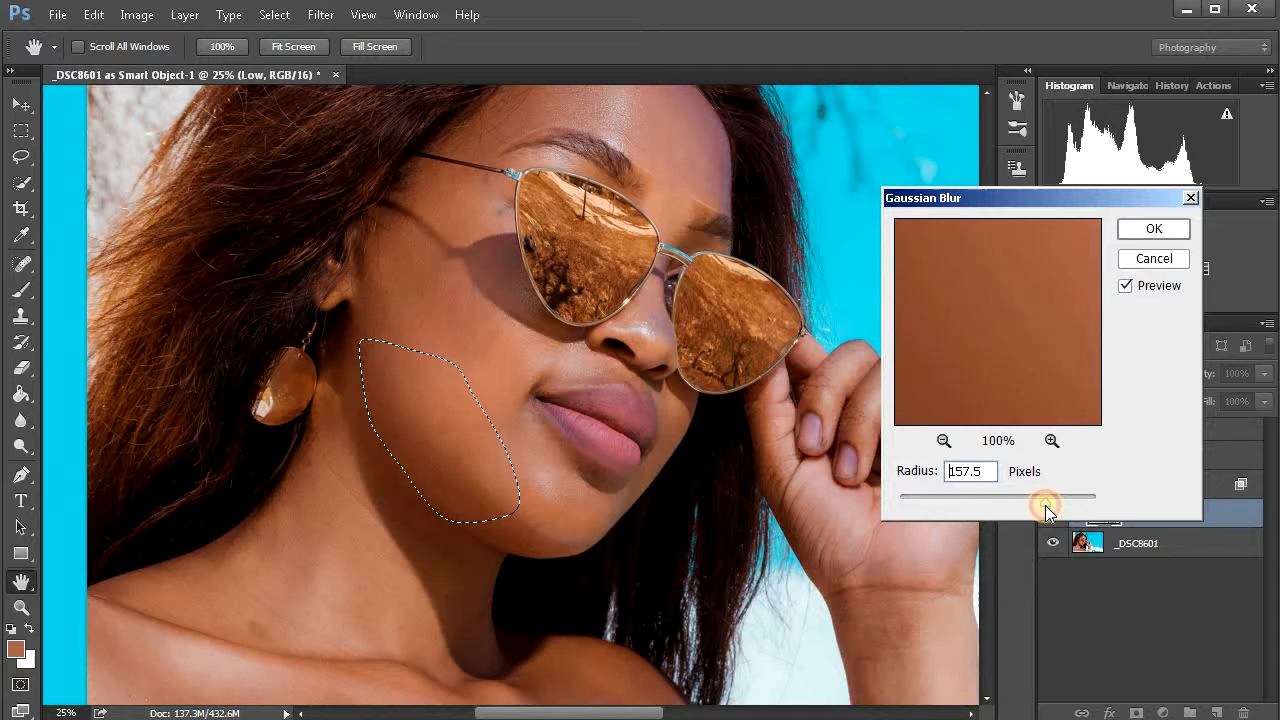 Ps File Edit Image Layer Type Select Filter View Window Help
Scroll All Windows 100% Fit Screen Fill Screen Photography
_DSC8601 as Smart Object-1 @ 25% (Low, RGB/16) * ×
Histogram Navigato History Actions
Gaussian Blur
OK
Cancel
Preview
100%
100%
100%
Radius: 157.5 Pixels
_DSC8601
25% Doc: 137.3M/432.6M
fx